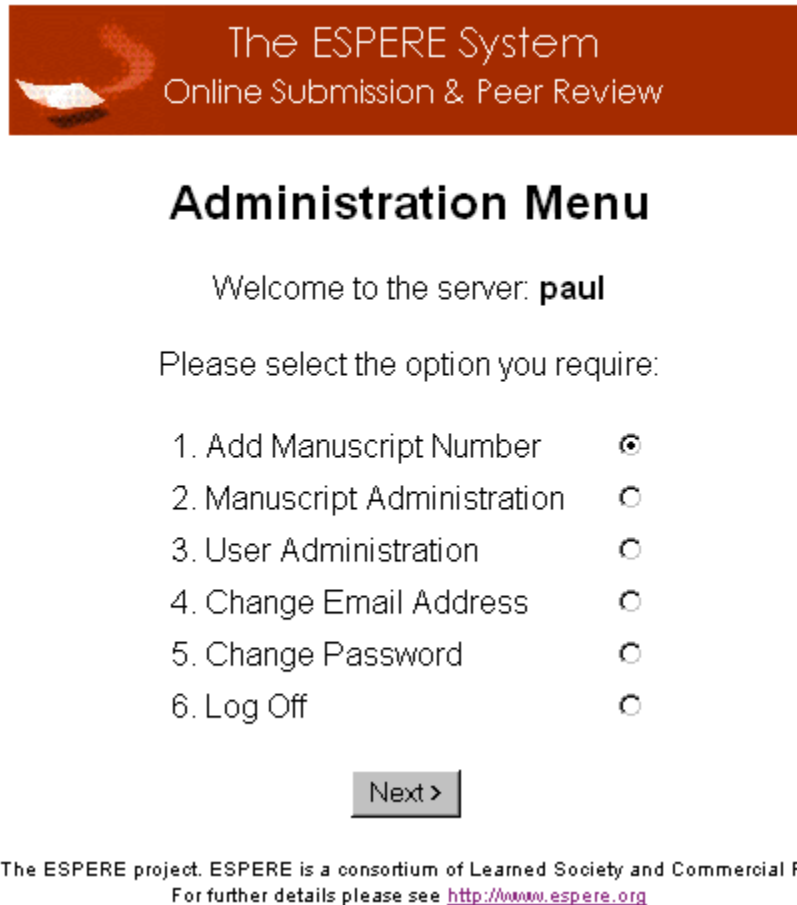 The ESPERE System
Online Submission & Peer Review
Administration Menu
Welcome to the server: paul
Please select the option you require:
1. Add Manuscript Number
2. Manuscript Administration
3. User Administration
4. Change Email Address
5. Change Password
6. Log Off
Next >
The ESPERE project. ESPERE is a consortium of Learned Society and Commercial
For further details please see http://www.espere.org